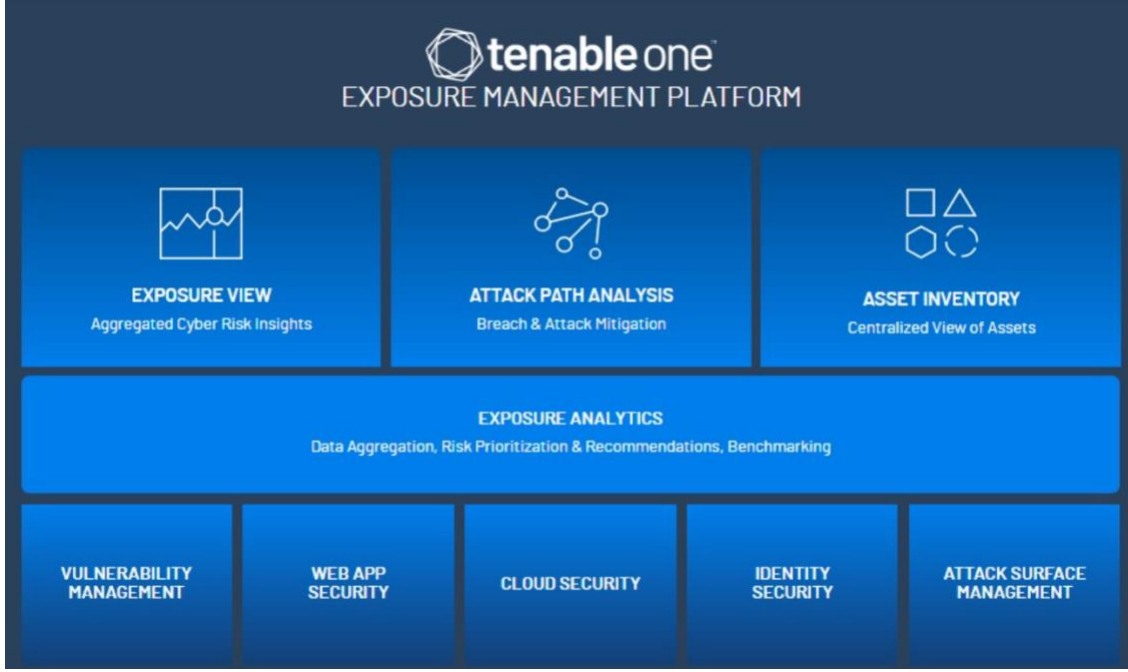 tenable one™
EXPOSURE MANAGEMENT PLATFORM
EXPOSURE VIEW
Aggregated Cyber Risk Insights
ATTACK PATH ANALYSIS
Breach & Attack Mitigation
ASSET INVENTORY
Centralized View of Assets
EXPOSURE ANALYTICS
Data Aggregation, Risk Prioritization & Recommendations, Benchmarking
VULNERABILITY
MANAGEMENT
WEB APP
SECURITY
CLOUD SECURITY
IDENTITY
SECURITY
ATTACK SURFACE
MANAGEMENT